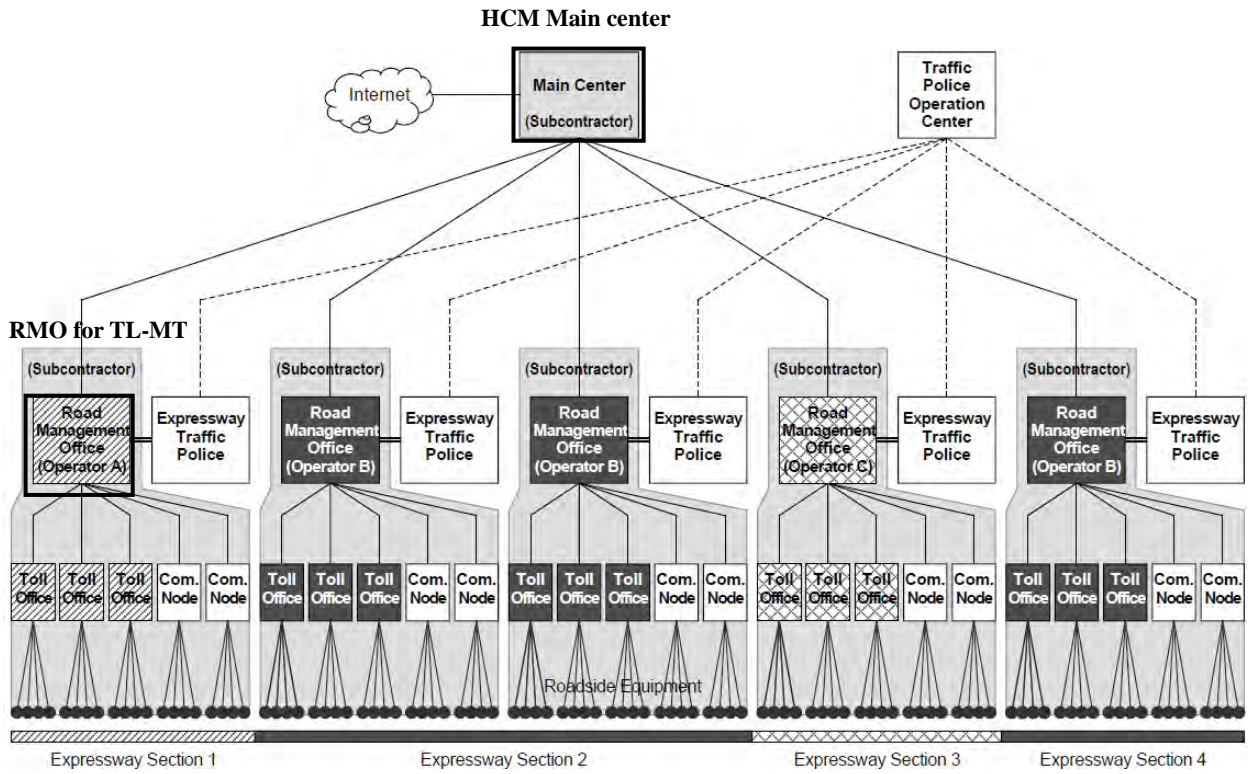 HCM Main center
Internet
Main Center
(Subcontractor)
Traffic
Police
Operation
Center
RMO for TL-MT
(Subcontractor)
Road
Management
Office
(Operator A)
Expressway
Traffic
Police
(Subcontractor)
Road
Management
Office
(Operator B)
Expressway
Traffic
Police
(Subcontractor)
Road
Management
Office
(Operator B)
Expressway
Traffic
Police
(Subcontractor)
Road
Management
Office
(Operator C)
Expressway
Traffic
Police
(Subcontractor)
Road
Management
Office
(Operator B)
Expressway
Traffic
Police
Toll
Office
Toll
Office
Toll
Office
Com.
Node
Com.
Node
Toll
Office
Toll
Office
Toll
Office
Com.
Node
Com.
Node
Toll
Office
Toll
Office
Toll
Office
Com.
Node
Com.
Node
Toll
Office
Toll
Office
Toll
Office
Com.
Node
Com.
Node
Toll
Office
Toll
Office
Toll
Office
Com.
Node
Com.
Node
Roadside Equipment
Expressway Section 1
Expressway Section 2
Expressway Section 3
Expressway Section 4